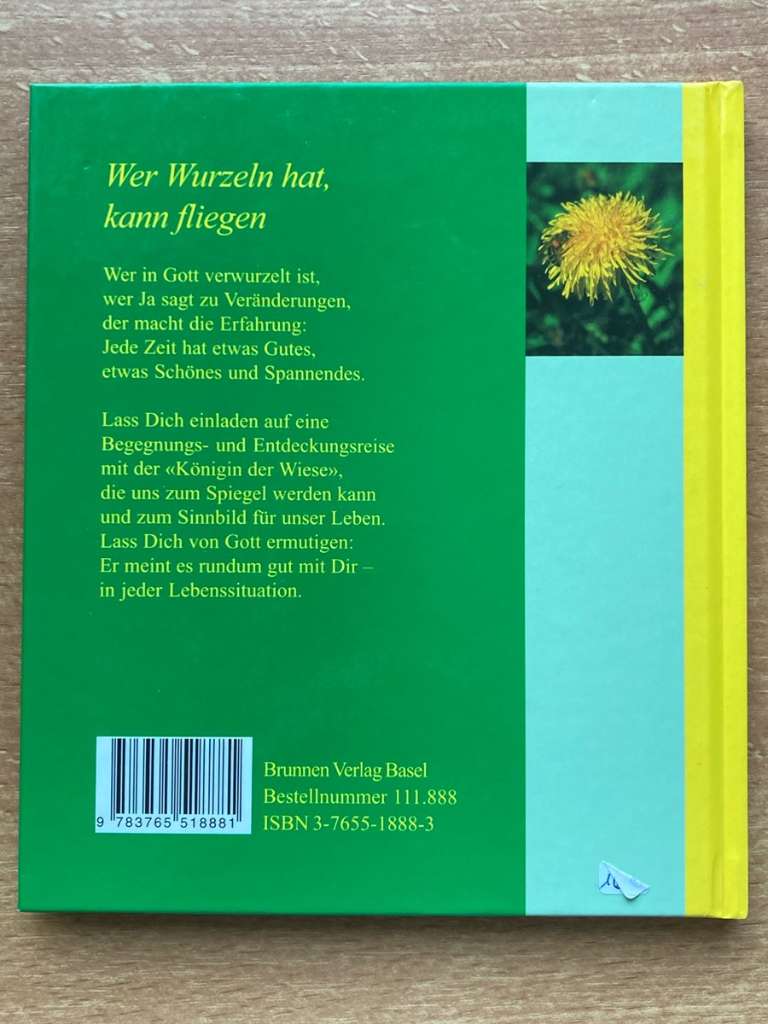 Wer Wurzeln hat,
kann fliegen
Wer in Gott verwurzelt ist,
wer Ja sagt zu Veränderungen,
der macht die Erfahrung:
Jede Zeit hat etwas Gutes,
etwas Schönes und Spannendes.
Lass Dich einladen auf eine
Begegnungs- und Entdeckungsreise
mit der «Königin der Wiese»,
die uns zum Spiegel werden kann
und zum Sinnbild für unser Leben.
Lass Dich von Gott ermutigen:
Er meint es rundum gut mit Dir –
in jeder Lebenssituation.
Brunnen Verlag Basel
Bestellnummer 111.888
ISBN 3-7655-1888-3
9 783765 518881